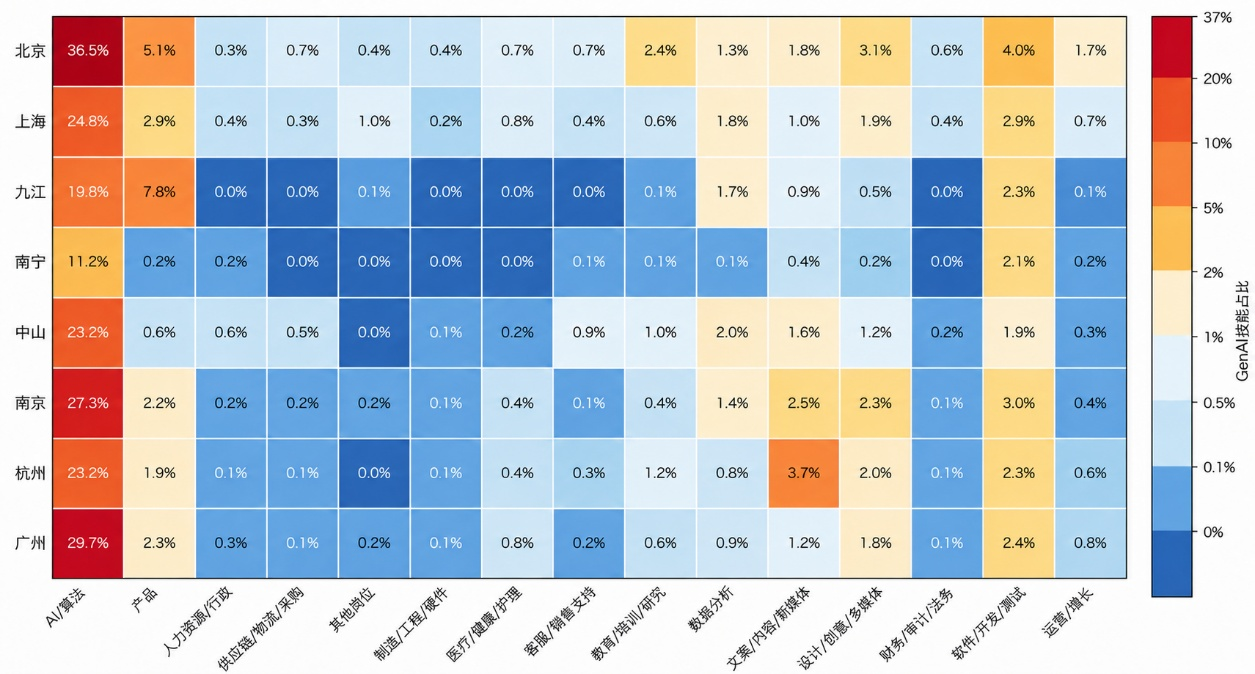 北京 36.5% 5.1% 0.3% 0.7% 0.4% 0.4% 0.7% 0.7% 2.4% 1.3% 1.8% 3.1% 0.6% 4.0% 1.7%
上海 24.8% 2.9% 0.4% 0.3% 1.0% 0.2% 0.8% 0.4% 0.6% 1.8% 1.0% 1.9% 0.4% 2.9% 0.7%
九江 19.8% 7.8% 0.0% 0.0% 0.1% 0.0% 0.0% 0.0% 0.1% 1.7% 0.9% 0.5% 0.0% 2.3% 0.1%
南宁 11.2% 0.2% 0.2% 0.0% 0.0% 0.0% 0.0% 0.1% 0.1% 0.1% 0.4% 0.2% 0.0% 2.1% 0.2%
中山 23.2% 0.6% 0.6% 0.5% 0.0% 0.1% 0.2% 0.9% 1.0% 2.0% 1.6% 1.2% 0.2% 1.9% 0.3%
南京 27.3% 2.2% 0.2% 0.2% 0.2% 0.1% 0.4% 0.1% 0.4% 1.4% 2.5% 2.3% 0.1% 3.0% 0.4%
杭州 23.2% 1.9% 0.1% 0.1% 0.0% 0.1% 0.4% 0.3% 1.2% 0.8% 3.7% 2.0% 0.1% 2.3% 0.6%
广州 29.7% 2.3% 0.3% 0.1% 0.2% 0.1% 0.8% 0.2% 0.6% 0.9% 1.2% 1.8% 0.1% 2.4% 0.8%
AI/算法
产品
人力资源/行政
供应链/物流/采购
其他岗位
制造/工程/硬件
医疗/健康/护理
客服/销售支持
教育/培训/研究
数据分析
文案/内容/新媒体
设计/创意/多媒体
财务/审计/法务
软件/开发/测试
运营/增长
37%
20%
10%
5%
2%
1%
0.5%
0.1%
0%
GenAI技能占比